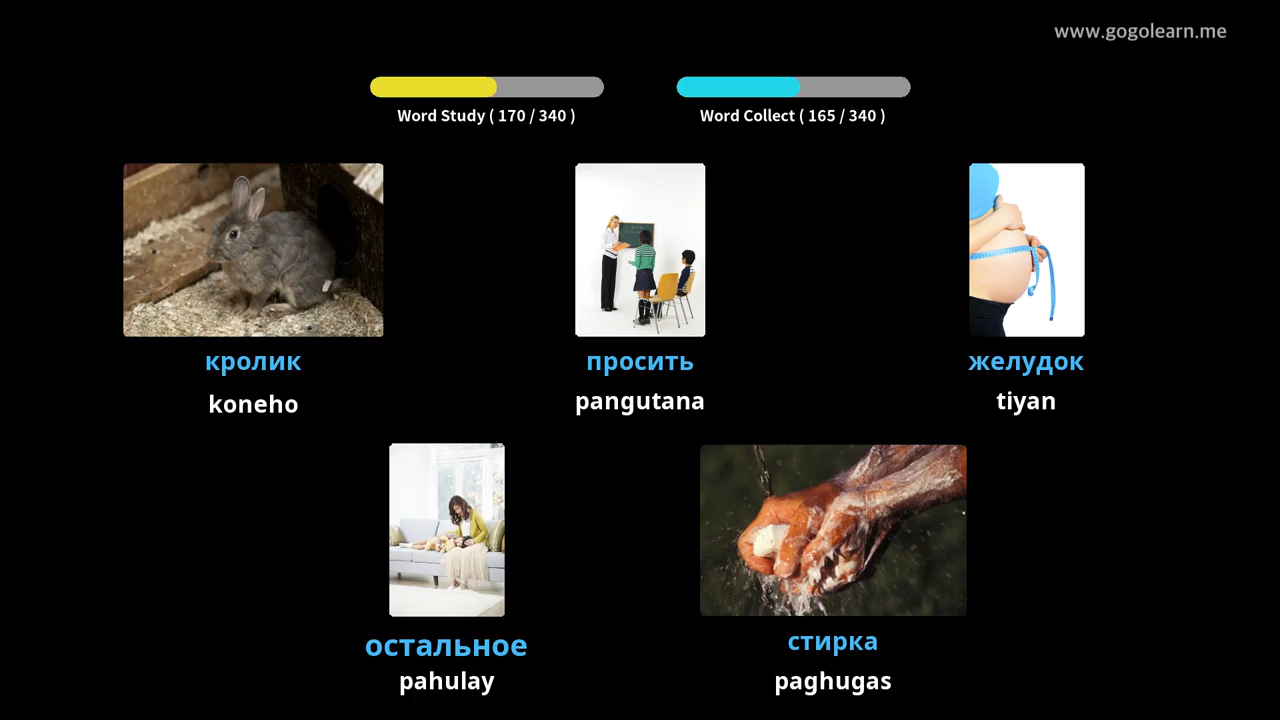 www.gogolearn.me
Word Study ( 170 / 340 )
Word Collect ( 165 / 340 )
кролик
koneho
просить
pangutana
желудок
tiyan
остальное
pahulay
стирка
paghugas